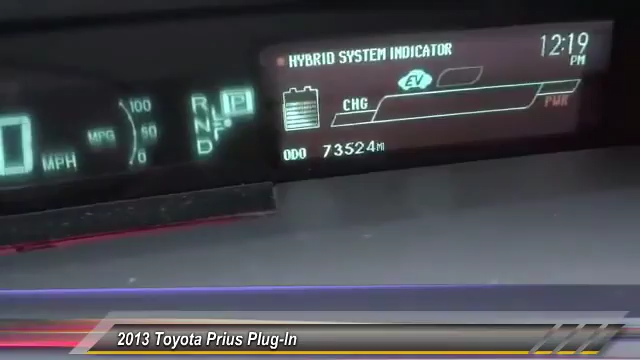 HYBRID SYSTEM INDICATOR
12:19
PM
EV
CHG
PWR
ODO 73524MI
0 MPH
MPG
100
50
0
R P
N
D
2013 Toyota Prius Plug-In